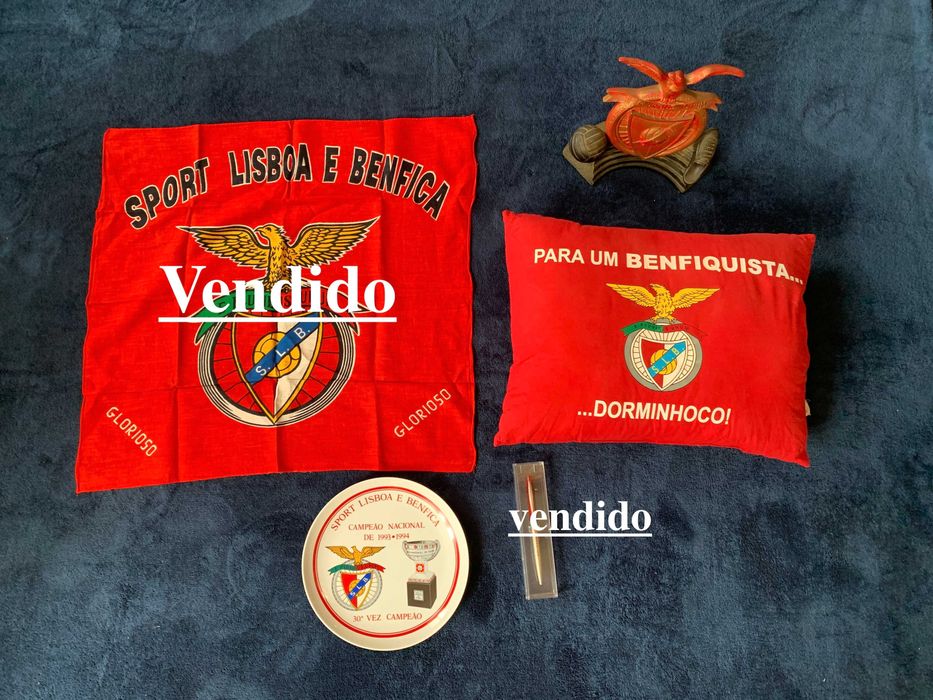 SPORT LISBOA E BENFICA
Vendido
S. L. B.
GLORIOSO
GLORIOSO
PARA UM BENFIQUISTA...
S L B
...DORMINHOCO!
vendido
SPORT LISBOA E BENFICA
CAMPEÃO NACIONAL
DE 1993•1994
S.L.B.
30ª VEZ CAMPEÃO